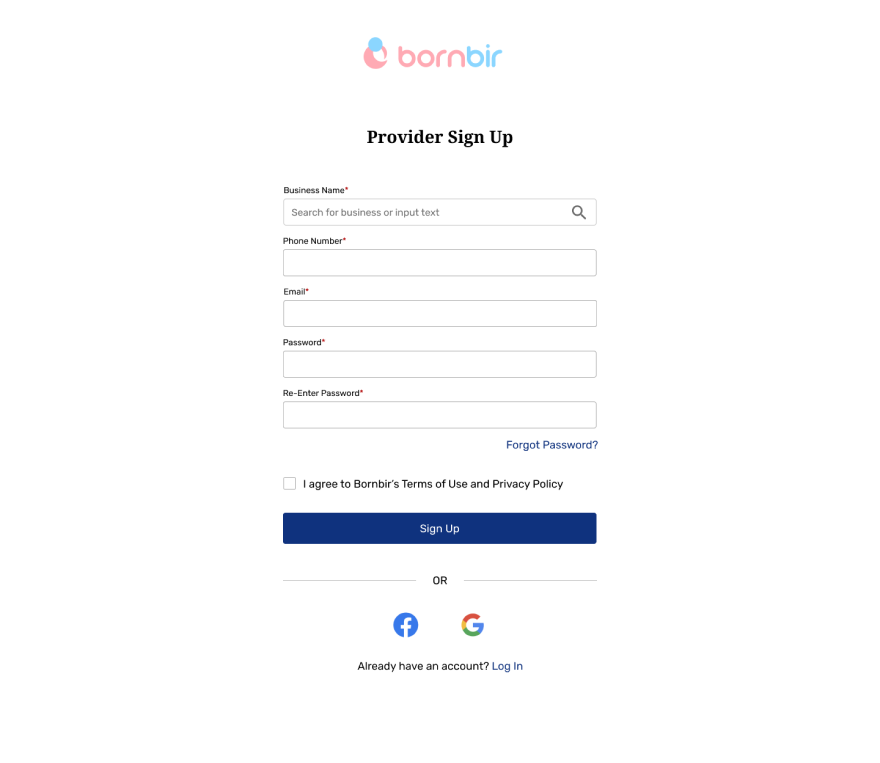 bornbir
Provider Sign Up
Business Name*
Search for business or input text
Phone Number*
Email*
Password*
Re-Enter Password*
Forgot Password?
I agree to Bornbir's Terms of Use and Privacy Policy
Sign Up
OR
Already have an account? Log In